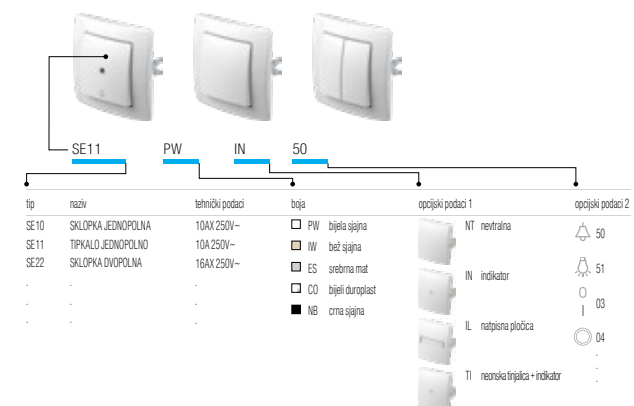 SE11 PW IN 50
tip naziv tehnički podaci boja opcijski podaci 1 opcijski podaci 2
SE10 SKLOPKA JEDNOPOLNA 10AX 250V~
SE11 TIPKALO JEDNOPOLNO 10A 250V~
SE22 SKLOPKA DVOPOLNA 16AX 250V~
. . .
. . .
. . .
PW bijela sjajna
IW bež sjajna
ES srebrna mat
CO bijeli duroplast
NB crna sjajna
NT nevtralna
IN indikator
IL natpisna pločica
TI neonska tinjalica + indikator
50
51
0
I 03
04
.
.
.